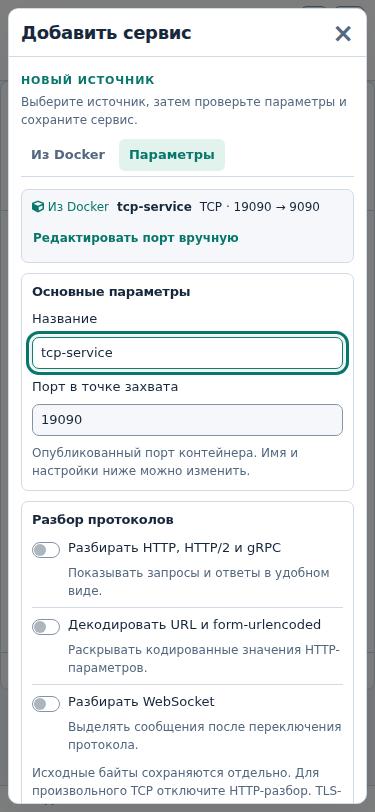 Добавить сервис
НОВЫЙ ИСТОЧНИК
Выберите источник, затем проверьте параметры и
сохраните сервис.
Из Docker Параметры
Из Docker tcp-service TCP · 19090 → 9090
Редактировать порт вручную
Основные параметры
Название
tcp-service
Порт в точке захвата
19090
Опубликованный порт контейнера. Имя и
настройки ниже можно изменить.
Разбор протоколов
Разбирать HTTP, HTTP/2 и gRPC
Показывать запросы и ответы в удобном
виде.
Декодировать URL и form-urlencoded
Раскрывать кодированные значения HTTP-
параметров.
Разбирать WebSocket
Выделять сообщения после переключения
протокола.
Исходные байты сохраняются отдельно. Для
произвольного TCP отключите HTTP-разбор. TLS-